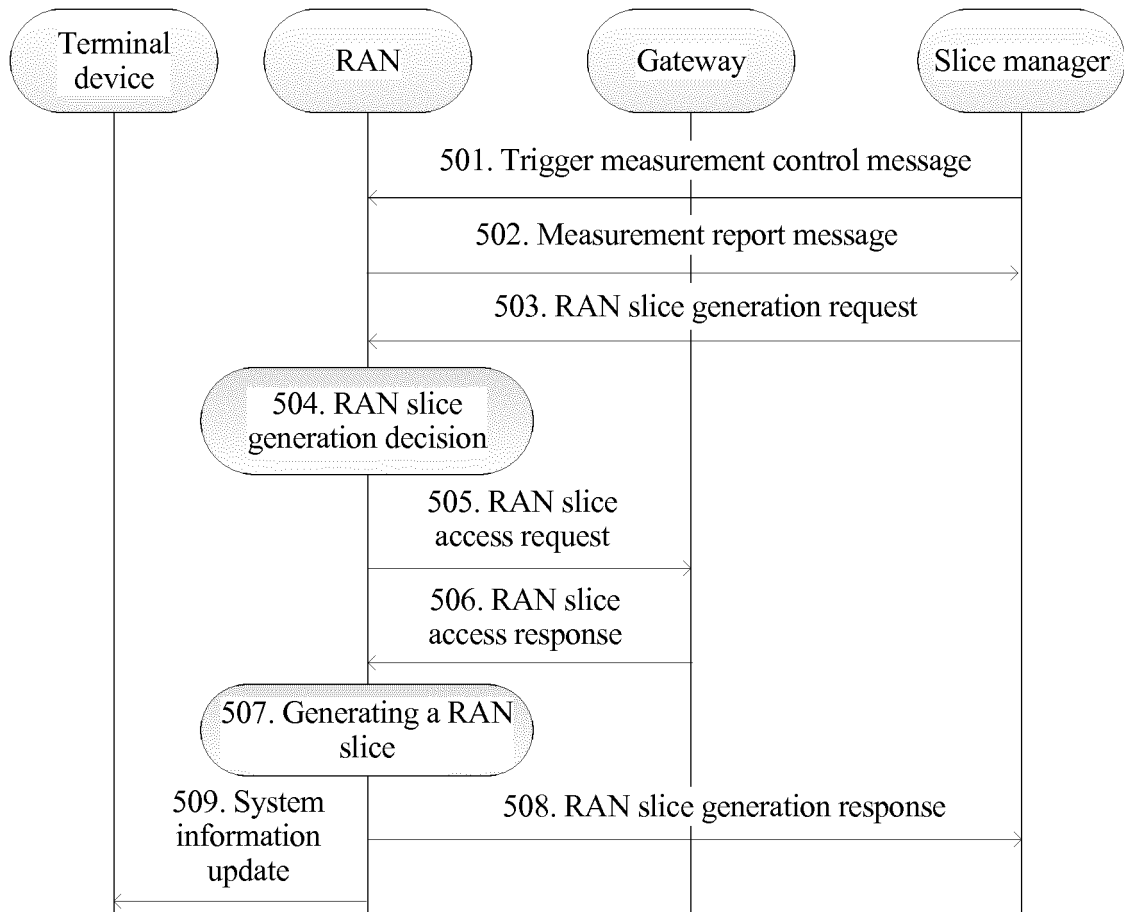 Terminal
device
RAN
Gateway
Slice manager
501. Trigger measurement control message
502. Measurement report message
503. RAN slice generation request
504. RAN slice
generation decision
505. RAN slice
access request
506. RAN slice
access response
507. Generating a RAN
slice
508. RAN slice generation response
509. System
information
update